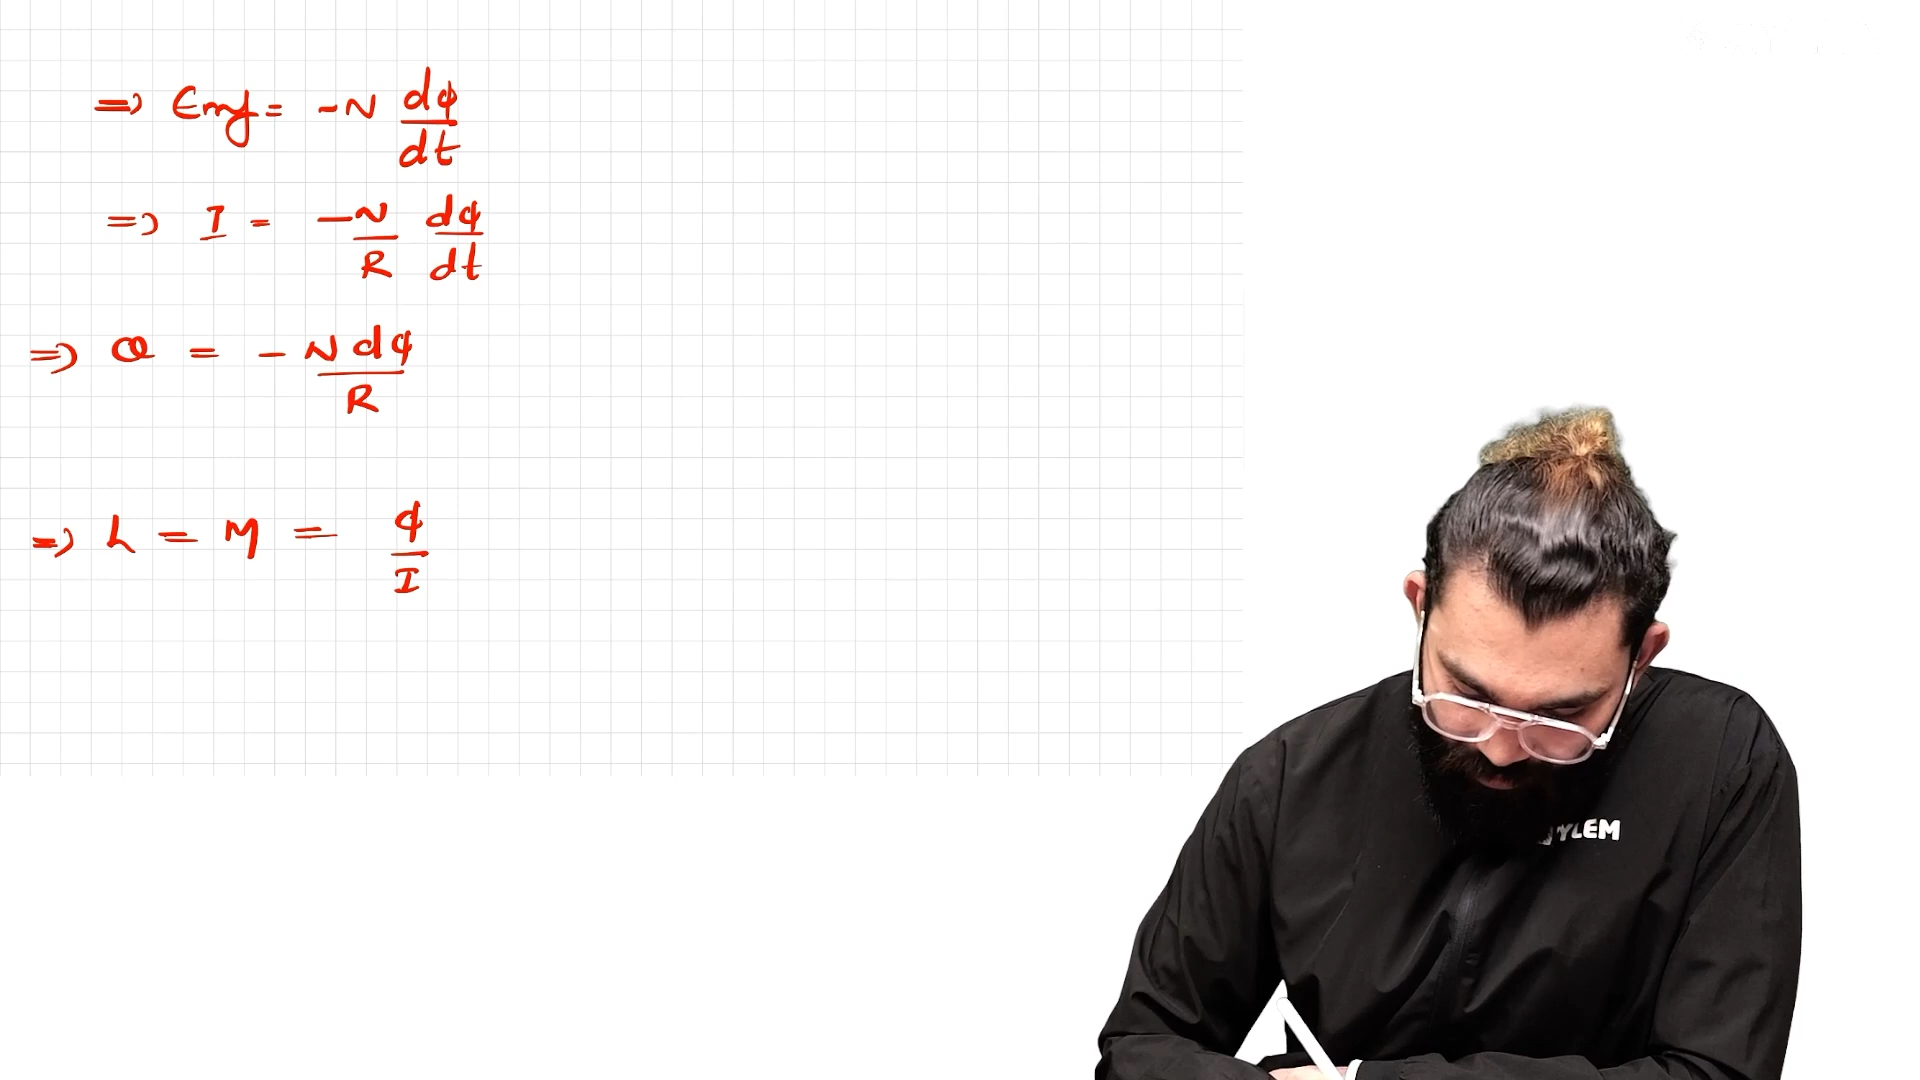 ⇒ Emf = -N dϕ/dt
⇒ I = -N/R dϕ/dt
⇒ Q = - N dϕ/R
⇒ L = M = ϕ/I
XYLEM